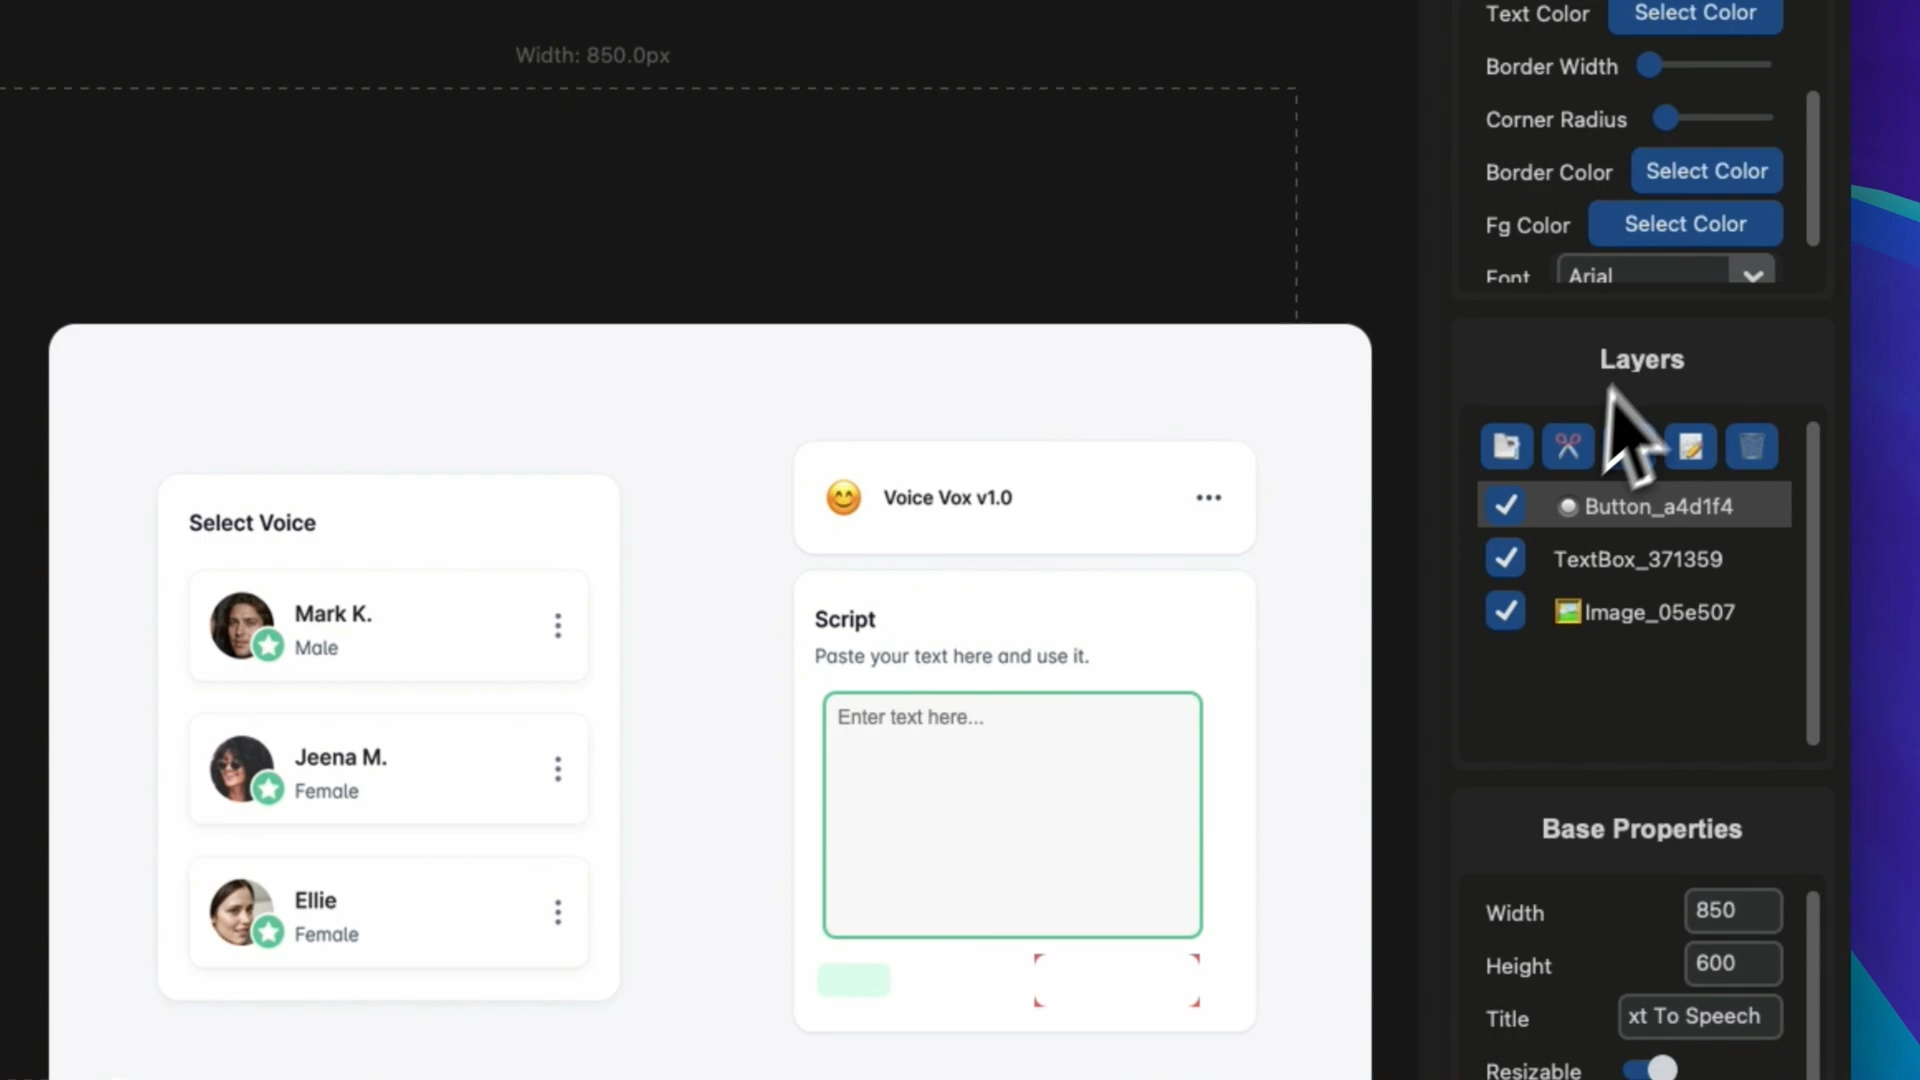 Width: 850.0px
Select Voice
Mark K.
Male
Jeena M.
Female
Ellie
Female
Voice Vox v1.0
Script
Paste your text here and use it.
Enter text here...
Text Color
Select Color
Border Width
Corner Radius
Border Color
Select Color
Fg Color
Select Color
Font
Arial
Layers
Button_a4d1f4
TextBox_371359
Image_05e507
Base Properties
Width
850
Height
600
Title
xt To Speech
Resizable